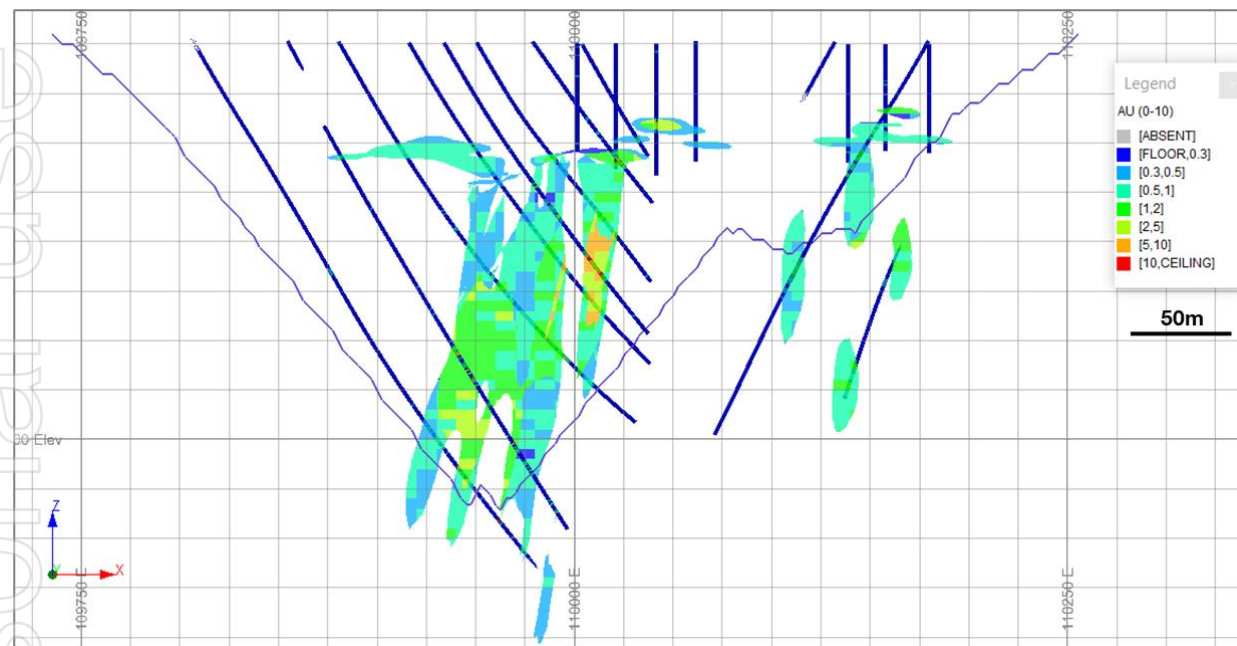 109750
110000
110250
Legend
AU (0-10)
[ABSENT]
[FLOOR,0.3]
[0.3,0.5]
[0.5,1]
[1,2]
[2,5]
[5,10]
[10,CEILING]
50m
00 Elev
Z
Y
X
109750 E
110000 E
110250 E